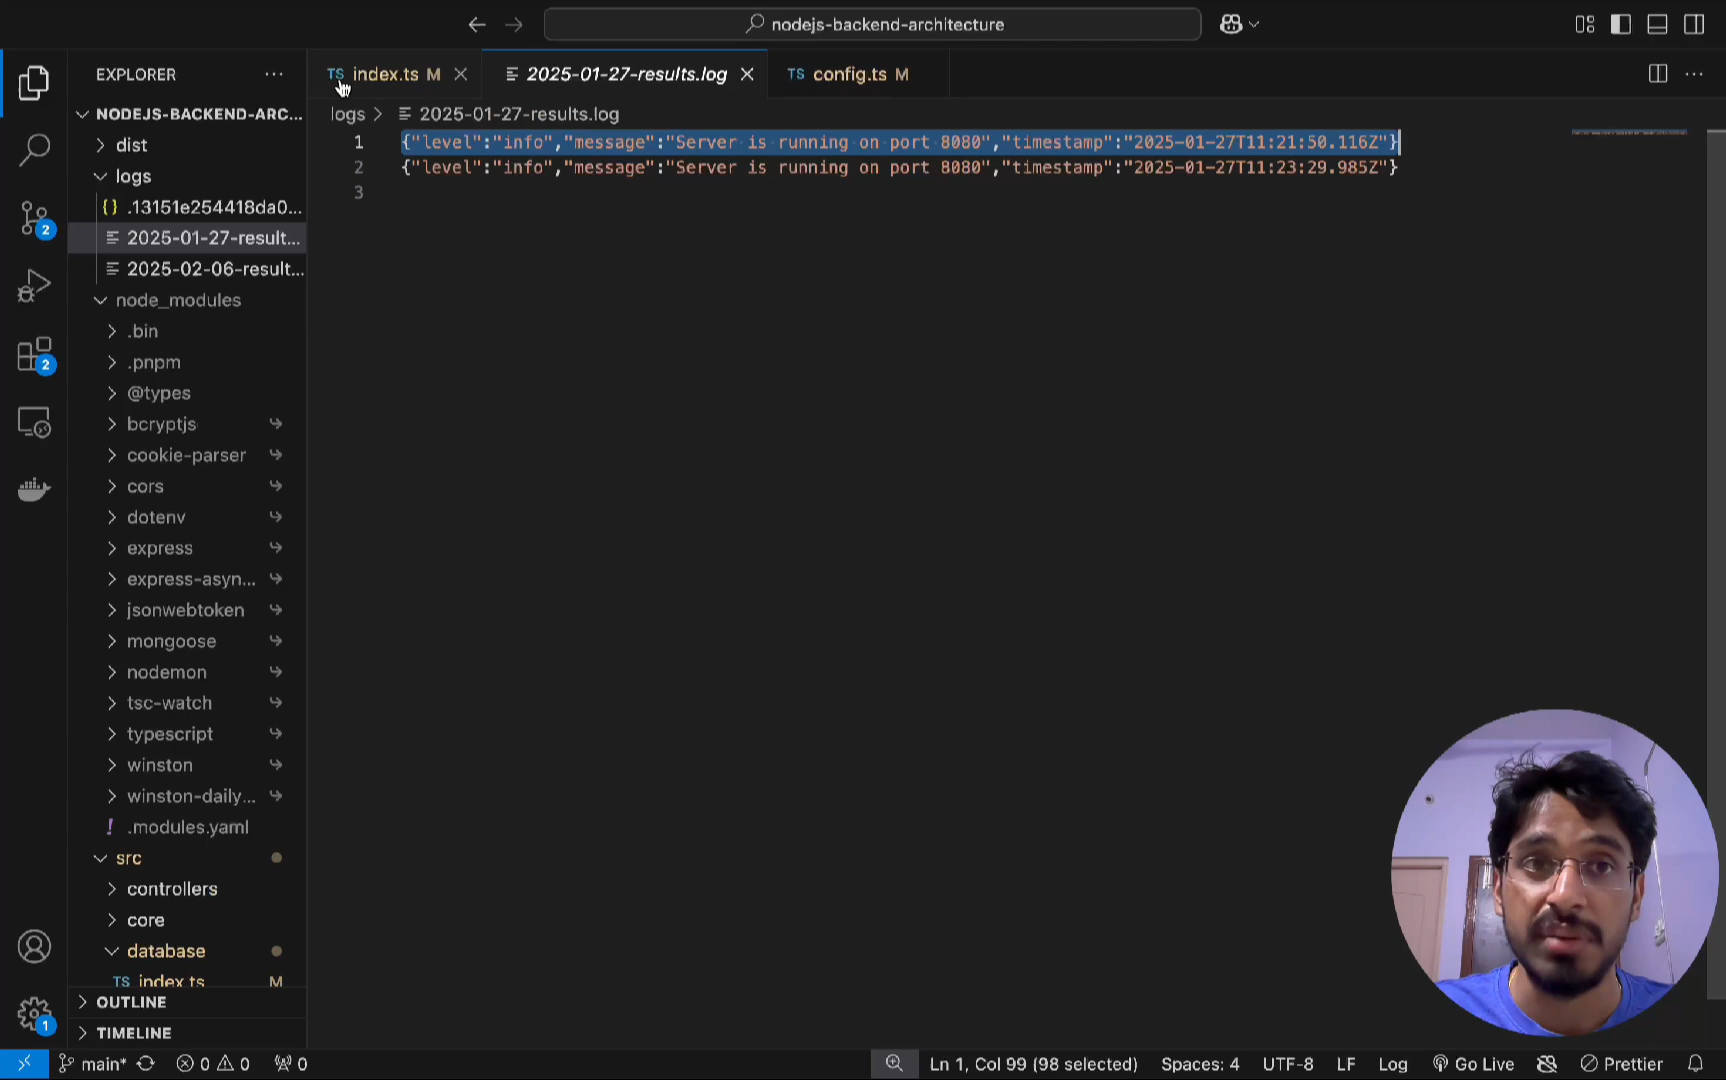 nodejs-backend-architecture
EXPLORER
TS index.ts M
2025-01-27-results.log
TS config.ts M
NODEJS-BACKEND-ARC...
logs > 2025-01-27-results.log
1 {"level":"info","message":"Server is running on port 8080","timestamp":"2025-01-27T11:21:50.116Z"}
2 {"level":"info","message":"Server is running on port 8080","timestamp":"2025-01-27T11:23:29.985Z"}
3
dist
logs
{} .13151e254418da0...
2025-01-27-result...
2025-02-06-result...
node_modules
.bin
.pnpm
@types
bcryptjs
cookie-parser
cors
dotenv
express
express-asyn...
jsonwebtoken
mongoose
nodemon
tsc-watch
typescript
winston
winston-daily...
! .modules.yaml
src
controllers
core
database
TS index.ts M
OUTLINE
TIMELINE
2
2
1
main* 0 0 0
Ln 1, Col 99 (98 selected) Spaces: 4 UTF-8 LF Log Go Live Prettier